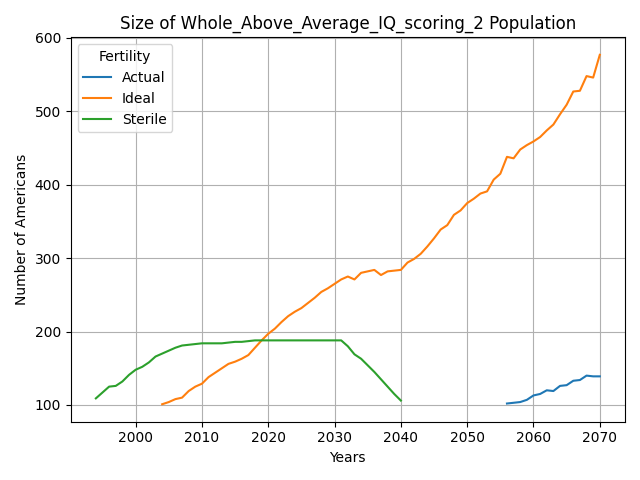 Size of Whole_Above_Average_IQ_scoring_2 Population
Fertility
Actual
Ideal
Sterile
Number of Americans
600
500
400
300
200
100
2000 2010 2020 2030 2040 2050 2060 2070
Years